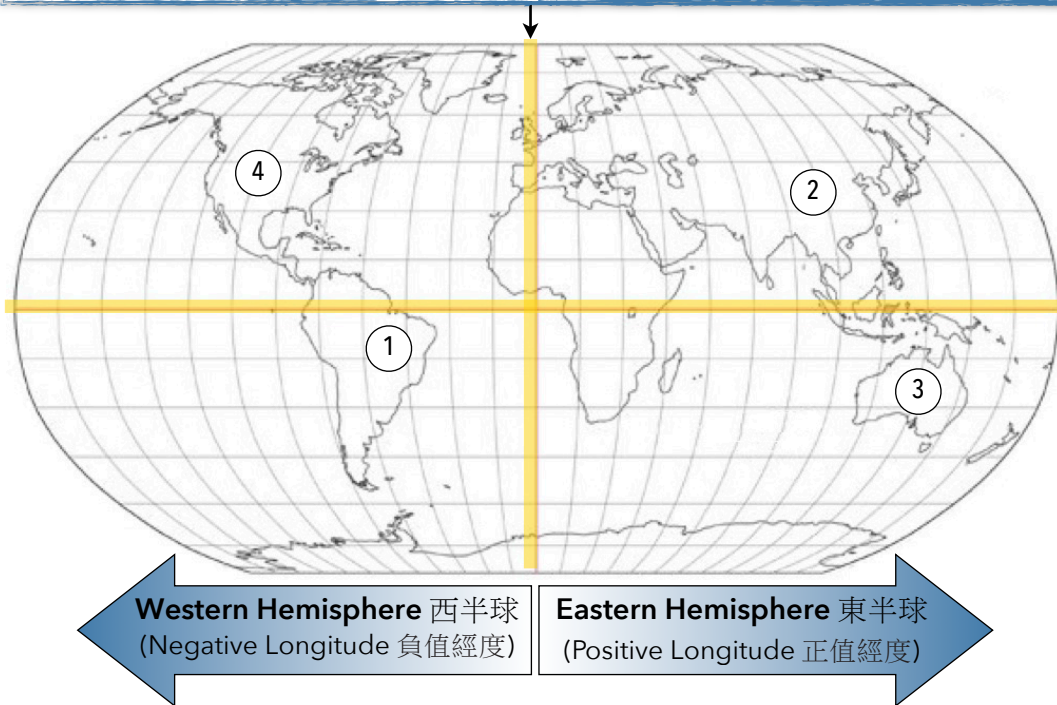 4
2
1
3
Western Hemisphere 西半球
(Negative Longitude 負值經度)
Eastern Hemisphere 東半球
(Positive Longitude 正值經度)